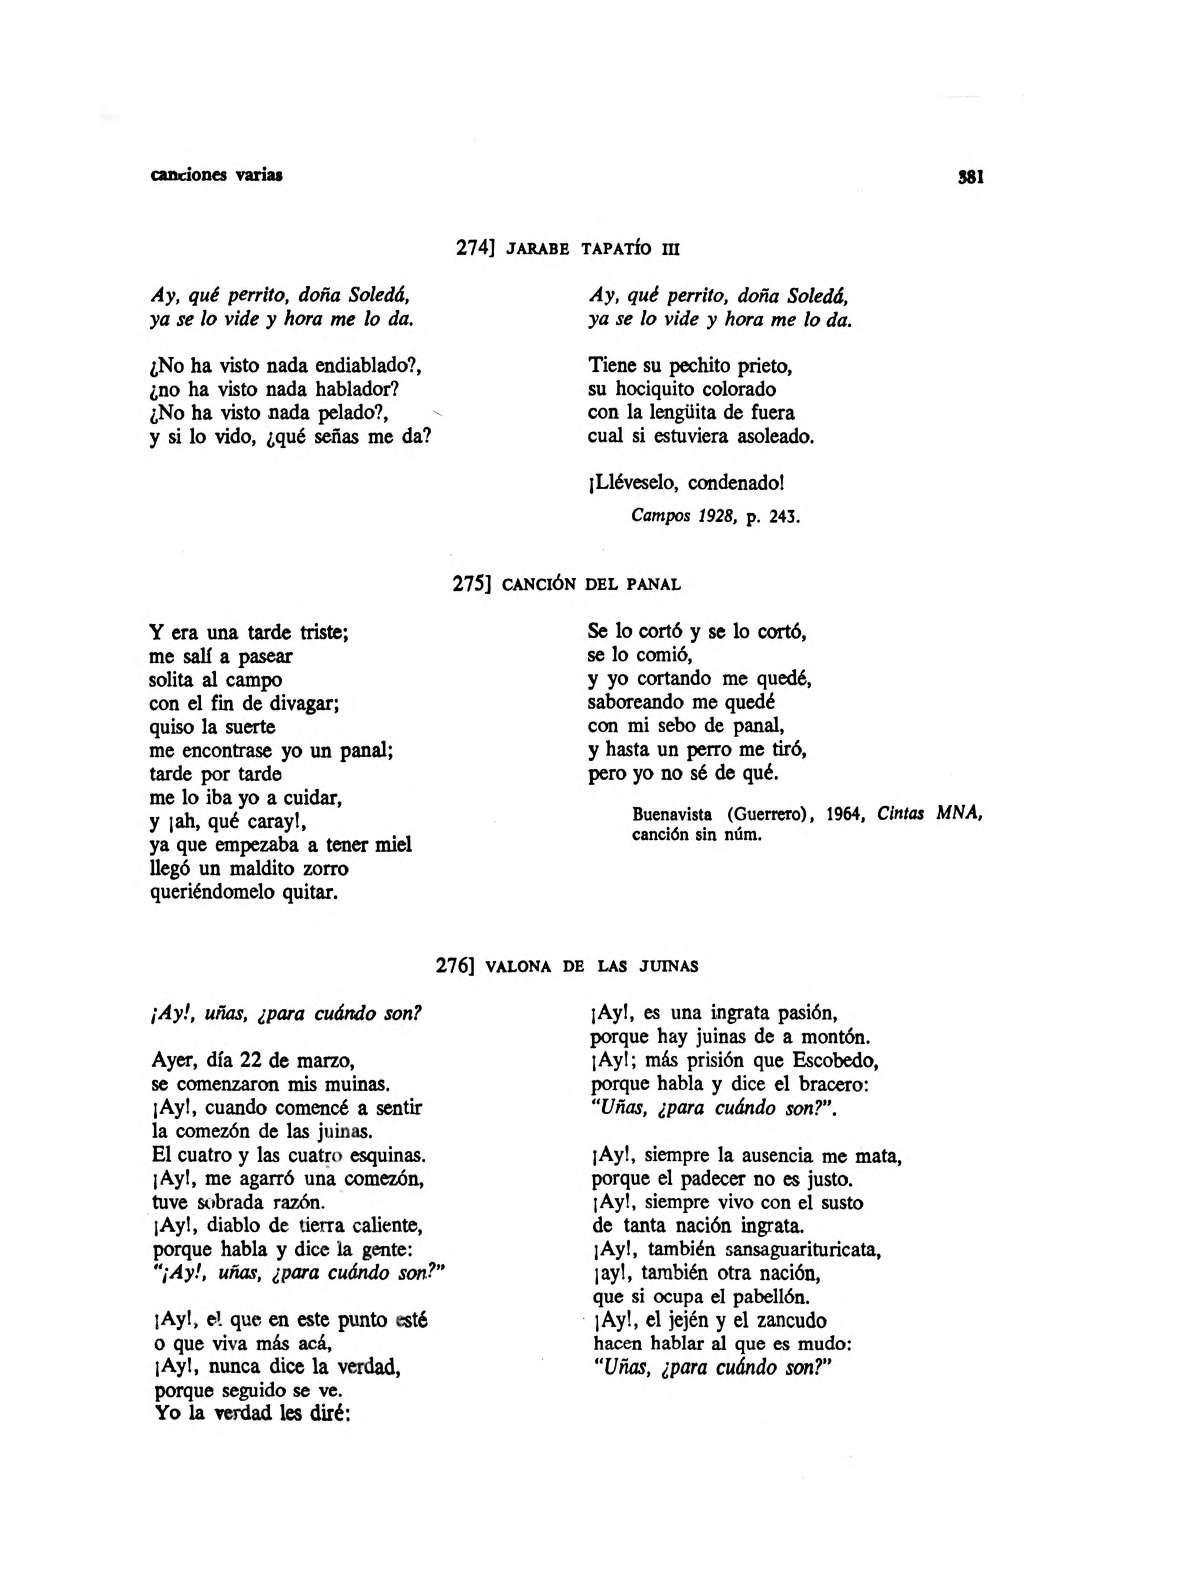 canciones varias
381
274] JARABE TAPATÍO III
Ay, qué perrito, doña Soledá,
ya se lo vide y hora me lo da.
¿No ha visto nada endiablado?,
¿no ha visto nada hablador?
¿No ha visto nada pelado?,
y si lo vido, ¿qué señas me da?
Ay, qué perrito, doña Soledá,
ya se lo vide y hora me lo da.
Tiene su pechito prieto,
su hociquito colorado
con la lengüita de fuera
cual si estuviera asoleado.
¡Lléveselo, condenado!
Campos 1928, p. 243.
275] CANCIÓN DEL PANAL
Y era una tarde triste;
me salí a pasear
solita al campo
con el fin de divagar;
quiso la suerte
me encontrase yo un panal;
tarde por tarde
me lo iba yo a cuidar,
y ¡ah, qué caray!,
ya que empezaba a tener miel
llegó un maldito zorro
queriéndomelo quitar.
Se lo cortó y se lo cortó,
se lo comió,
y yo cortando me quedé,
saboreando me quedé
con mi sebo de panal,
y hasta un perro me tiró,
pero yo no sé de qué.
Buenavista (Guerrero), 1964, Cintas MNA,
canción sin núm.
276] VALONA DE LAS JUINAS
¡Ay!, uñas, ¿para cuándo son?
Ayer, día 22 de marzo,
se comenzaron mis muinas.
¡Ay!, cuando comencé a sentir
la comezón de las juinas.
El cuatro y las cuatro esquinas.
¡Ay!, me agarró una comezón,
tuve sobrada razón.
¡Ay!, diablo de tierra caliente,
porque habla y dice la gente:
"¡Ay!, uñas, ¿para cuándo son?"
¡Ay!, el que en este punto esté
o que viva más acá,
¡Ay!, nunca dice la verdad,
porque seguido se ve.
Yo la verdad les diré:
¡Ay!, es una ingrata pasión,
porque hay juinas de a montón.
¡Ay!; más prisión que Escobedo,
porque habla y dice el bracero:
"Uñas, ¿para cuándo son?".
¡Ay!, siempre la ausencia me mata,
porque el padecer no es justo.
¡Ay!, siempre vivo con el susto
de tanta nación ingrata.
¡Ay!, también sansaguarituricata,
¡ay!, también otra nación,
que si ocupa el pabellón.
¡Ay!, el jején y el zancudo
hacen hablar al que es mudo:
"Uñas, ¿para cuándo son?"